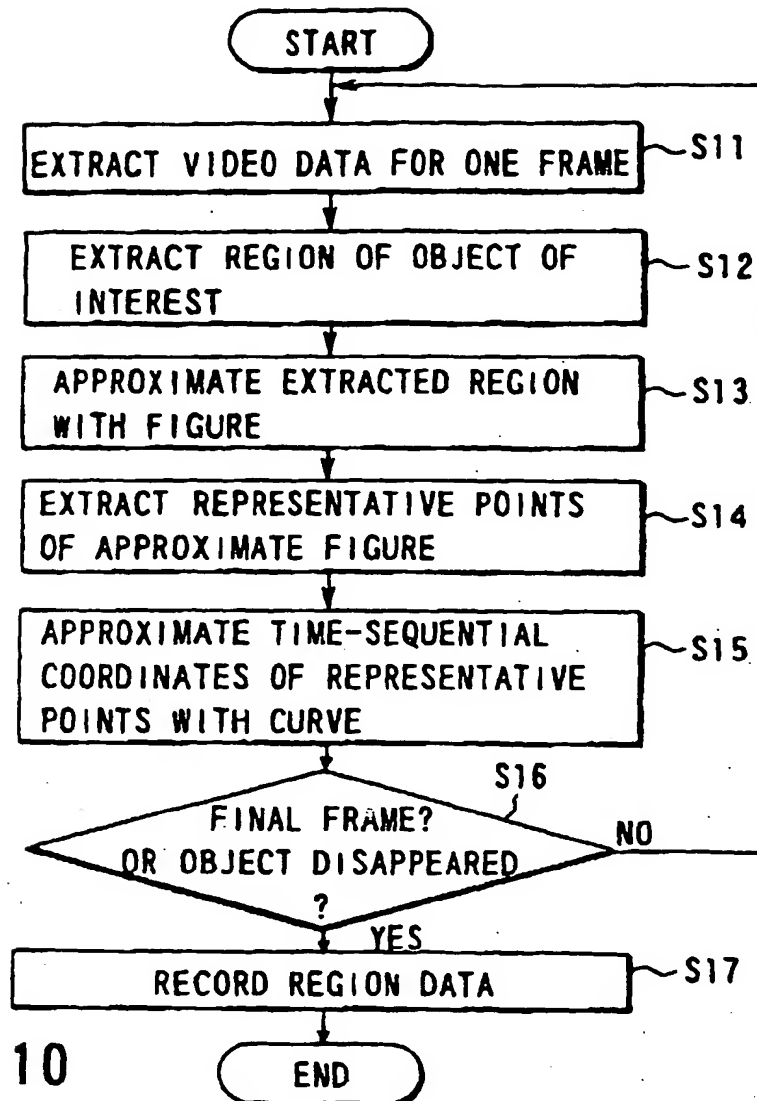 START
EXTRACT VIDEO DATA FOR ONE FRAME
S11
EXTRACT REGION OF OBJECT OF
INTEREST
S12
APPROXIMATE EXTRACTED REGION
WITH FIGURE
S13
EXTRACT REPRESENTATIVE POINTS
OF APPROXIMATE FIGURE
S14
APPROXIMATE TIME-SEQUENTIAL
COORDINATES OF REPRESENTATIVE
POINTS WITH CURVE
S15
S16
FINAL FRAME?
OR OBJECT DISAPPEARED
?
NO
YES
RECORD REGION DATA
S17
END
10